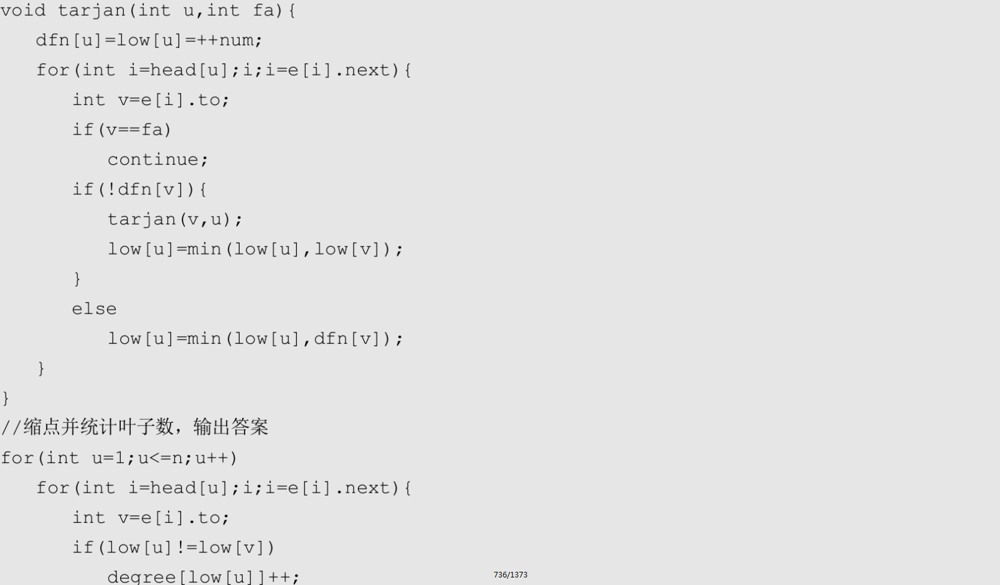 void tarjan(int u,int fa){
dfn[u]=low[u]=++num;
for(int i=head[u];i;i=e[i].next){
int v=e[i].to;
if(v==fa)
continue;
if(!dfn[v]){
tarjan(v,u);
low[u]=min(low[u],low[v]);
}
else
low[u]=min(low[u],dfn[v]);
}
}
//缩点并统计叶子数，输出答案
for(int u=1;u<=n;u++)
for(int i=head[u];i;i=e[i].next){
int v=e[i].to;
if(low[u]!=low[v])
degree[low[u]]++;
736/1373